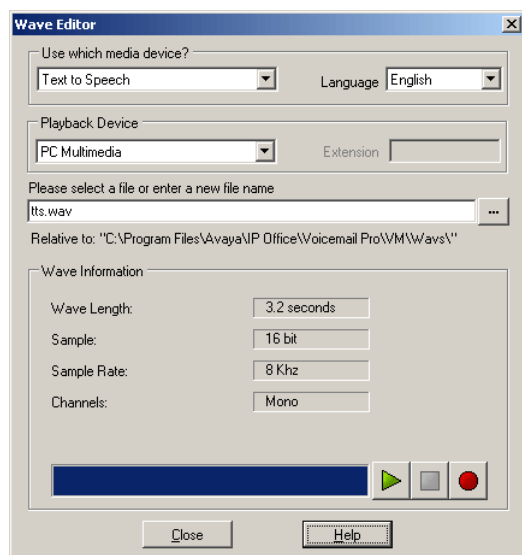 Wave Editor
Use which media device?
Text to Speech Language English
Playback Device
PC Multimedia Extension
Please select a file or enter a new file name
tts.wav ...
Relative to: "C:\Program Files\Avaya\IP Office\Voicemail Pro\VM\Wavs\"
Wave Information
Wave Length: 3.2 seconds
Sample: 16 bit
Sample Rate: 8 Khz
Channels: Mono
Close Help